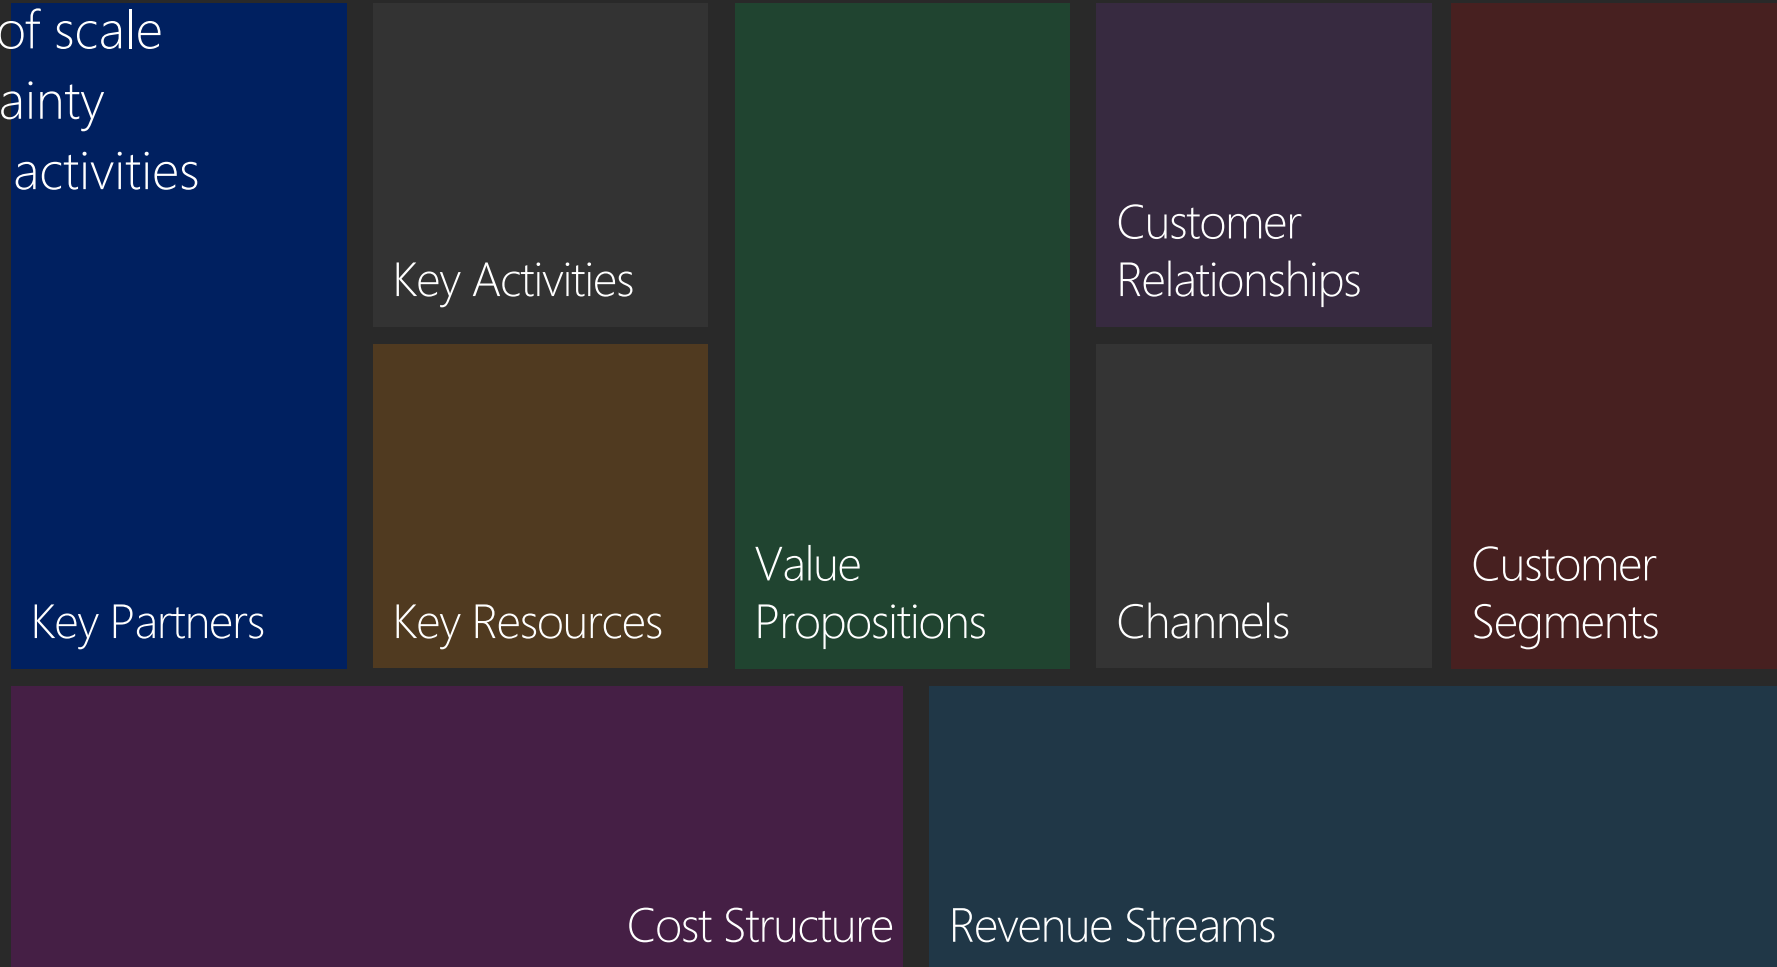 of scale
ainty
activities
Key Partners
Key Activities
Key Resources
Value
Propositions
Customer
Relationships
Channels
Customer
Segments
Cost Structure
Revenue Streams